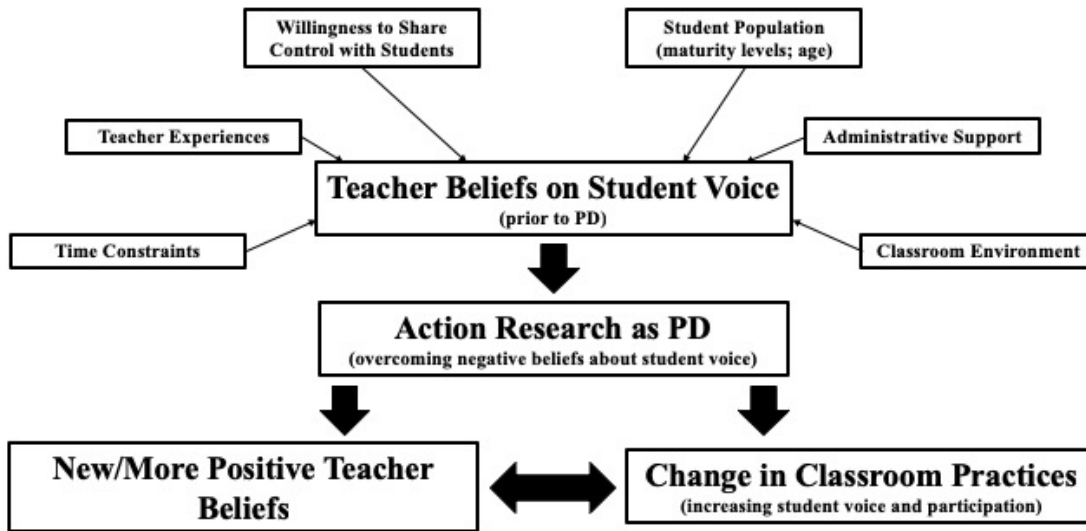 Willingness to Share
Control with Students
Student Population
(maturity levels; age)
Teacher Experiences
Administrative Support
Teacher Beliefs on Student Voice
(prior to PD)
Time Constraints
Classroom Environment
Action Research as PD
(overcoming negative beliefs about student voice)
New/More Positive Teacher
Beliefs
Change in Classroom Practices
(increasing student voice and participation)